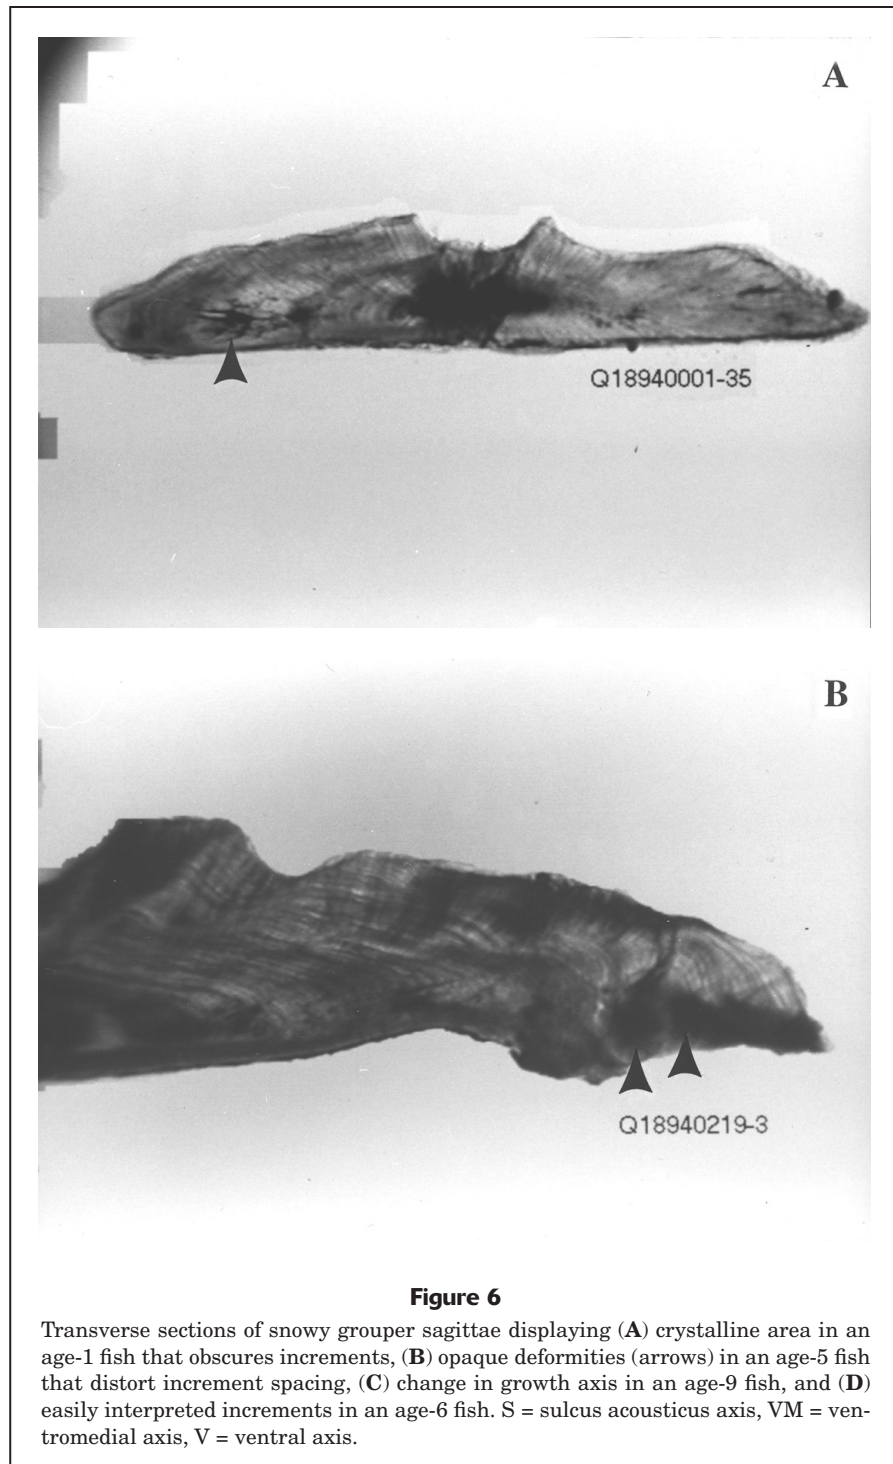 A
Q18940001-35
B
Q18940219-3
Figure 6
Transverse sections of snowy grouper sagittae displaying (A) crystalline area in an
age-1 fish that obscures increments, (B) opaque deformities (arrows) in an age-5 fish
that distort increment spacing, (C) change in growth axis in an age-9 fish, and (D)
easily interpreted increments in an age-6 fish. S = sulcus acousticus axis, VM = ven-
tromedial axis, V = ventral axis.